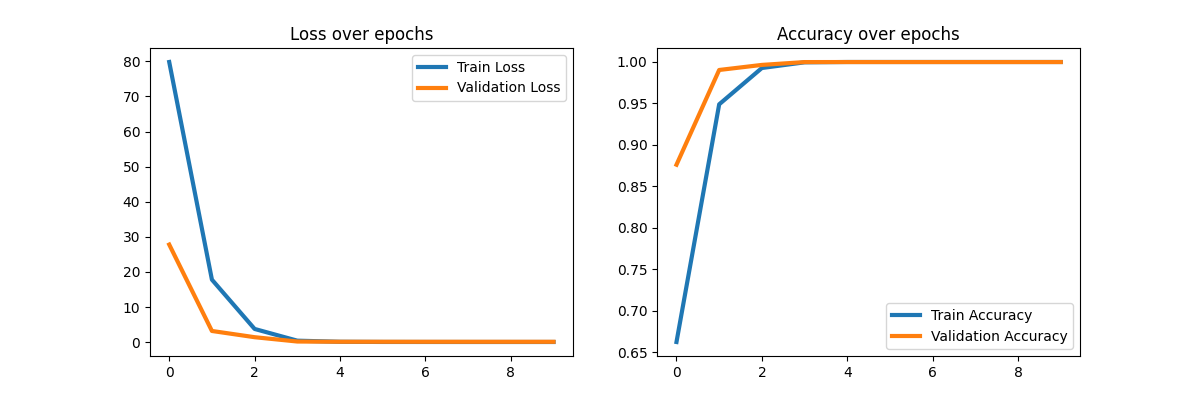 Loss over epochs
80
70
60
50
40
30
20
10
0
0 2 4 6 8
Train Loss
Validation Loss
Accuracy over epochs
1.00
0.95
0.90
0.85
0.80
0.75
0.70
0.65
0 2 4 6 8
Train Accuracy
Validation Accuracy